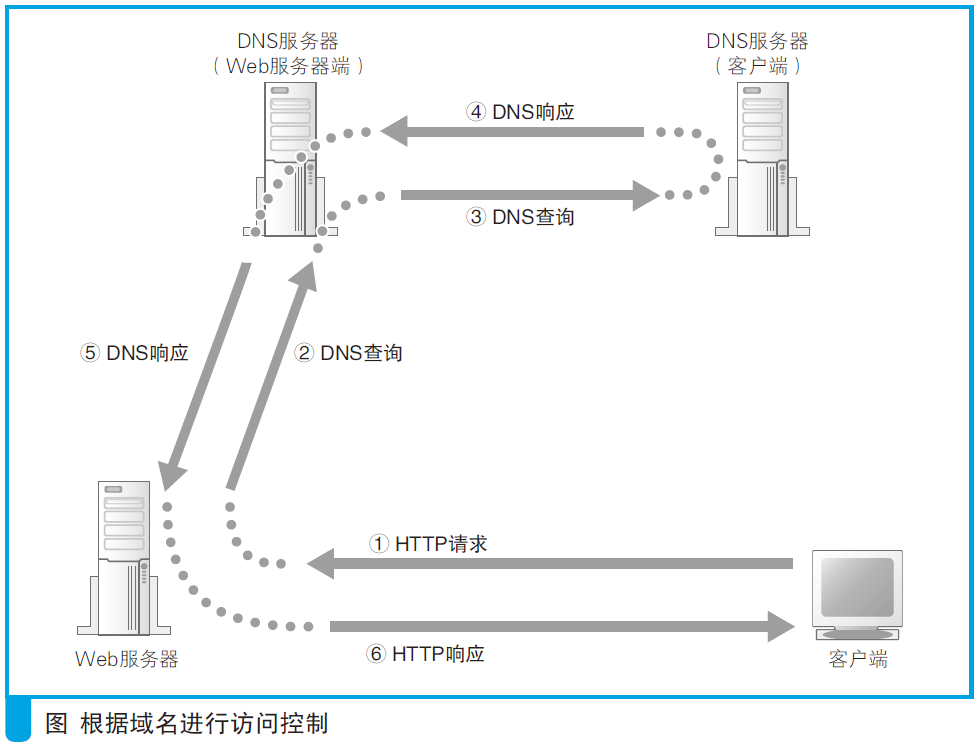 DNS服务器
（Web服务器端）
DNS服务器
（客户端）
④ DNS响应
③ DNS查询
⑤ DNS响应
② DNS查询
① HTTP请求
⑥ HTTP响应
Web服务器
客户端
图 根据域名进行访问控制